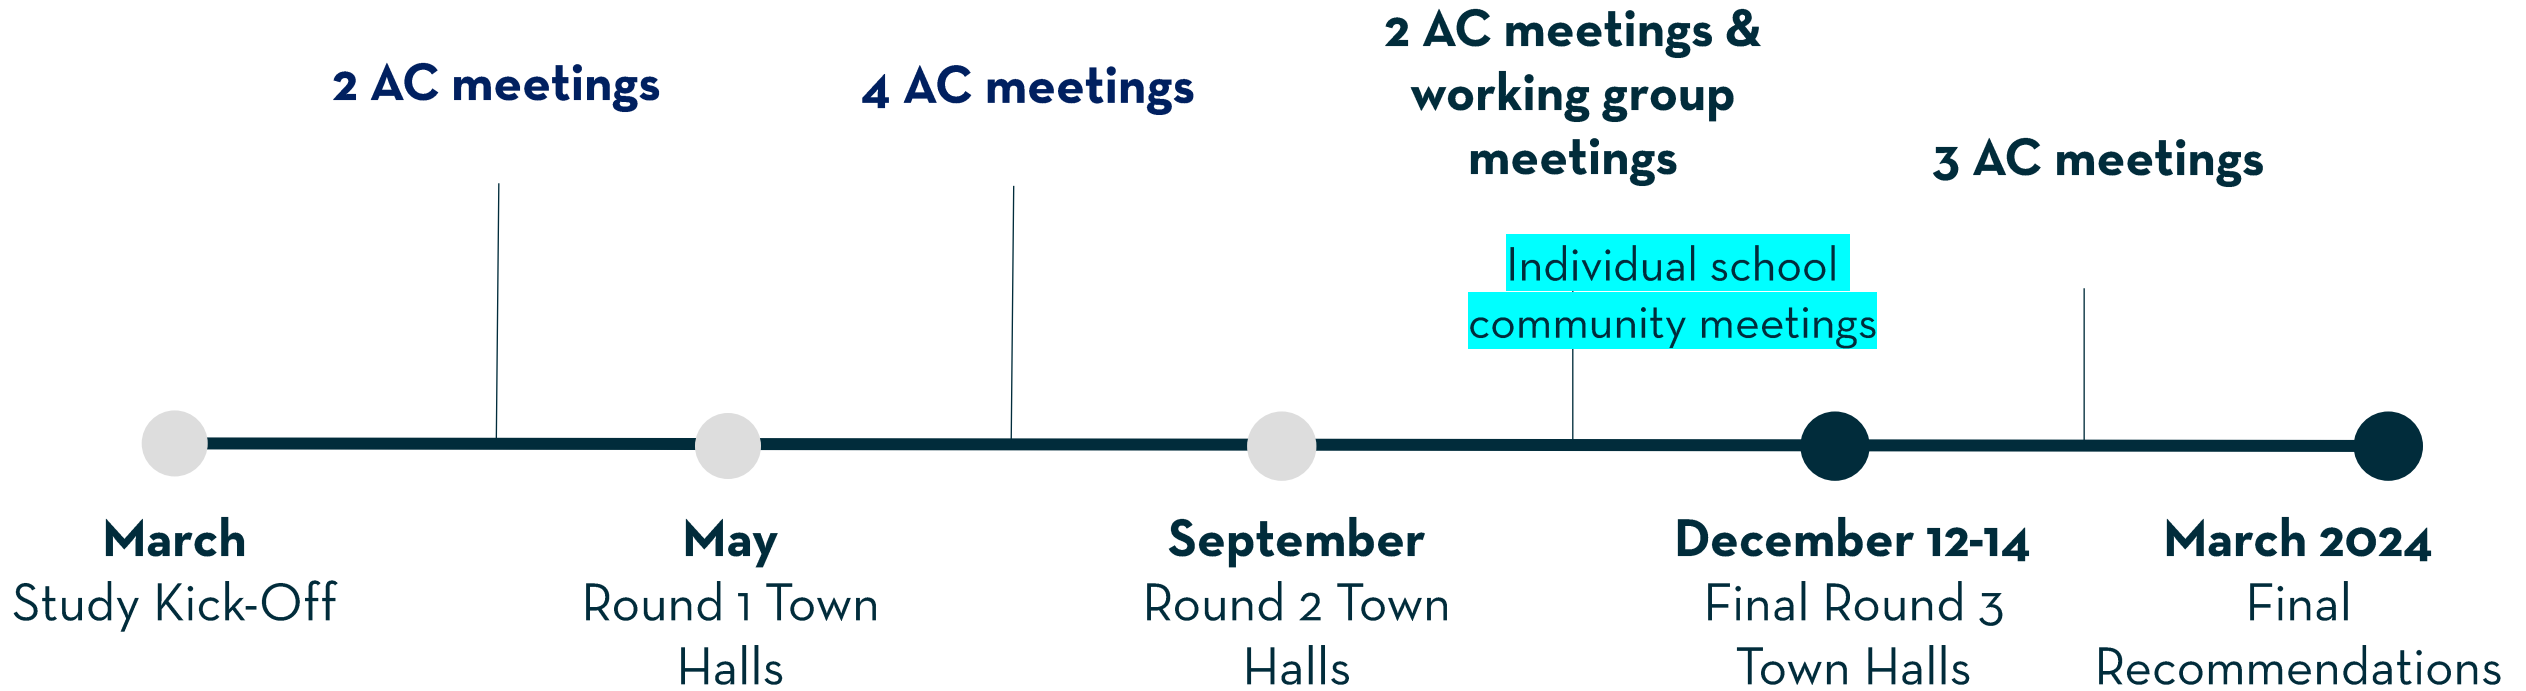 2 AC meetings
4 AC meetings
2 AC meetings &
working group
meetings
3 AC meetings
Individual school
community meetings
March
Study Kick-Off
May
Round 1 Town
Halls
September
Round 2 Town
Halls
December 12-14
Final Round 3
Town Halls
March 2024
Final
Recommendations